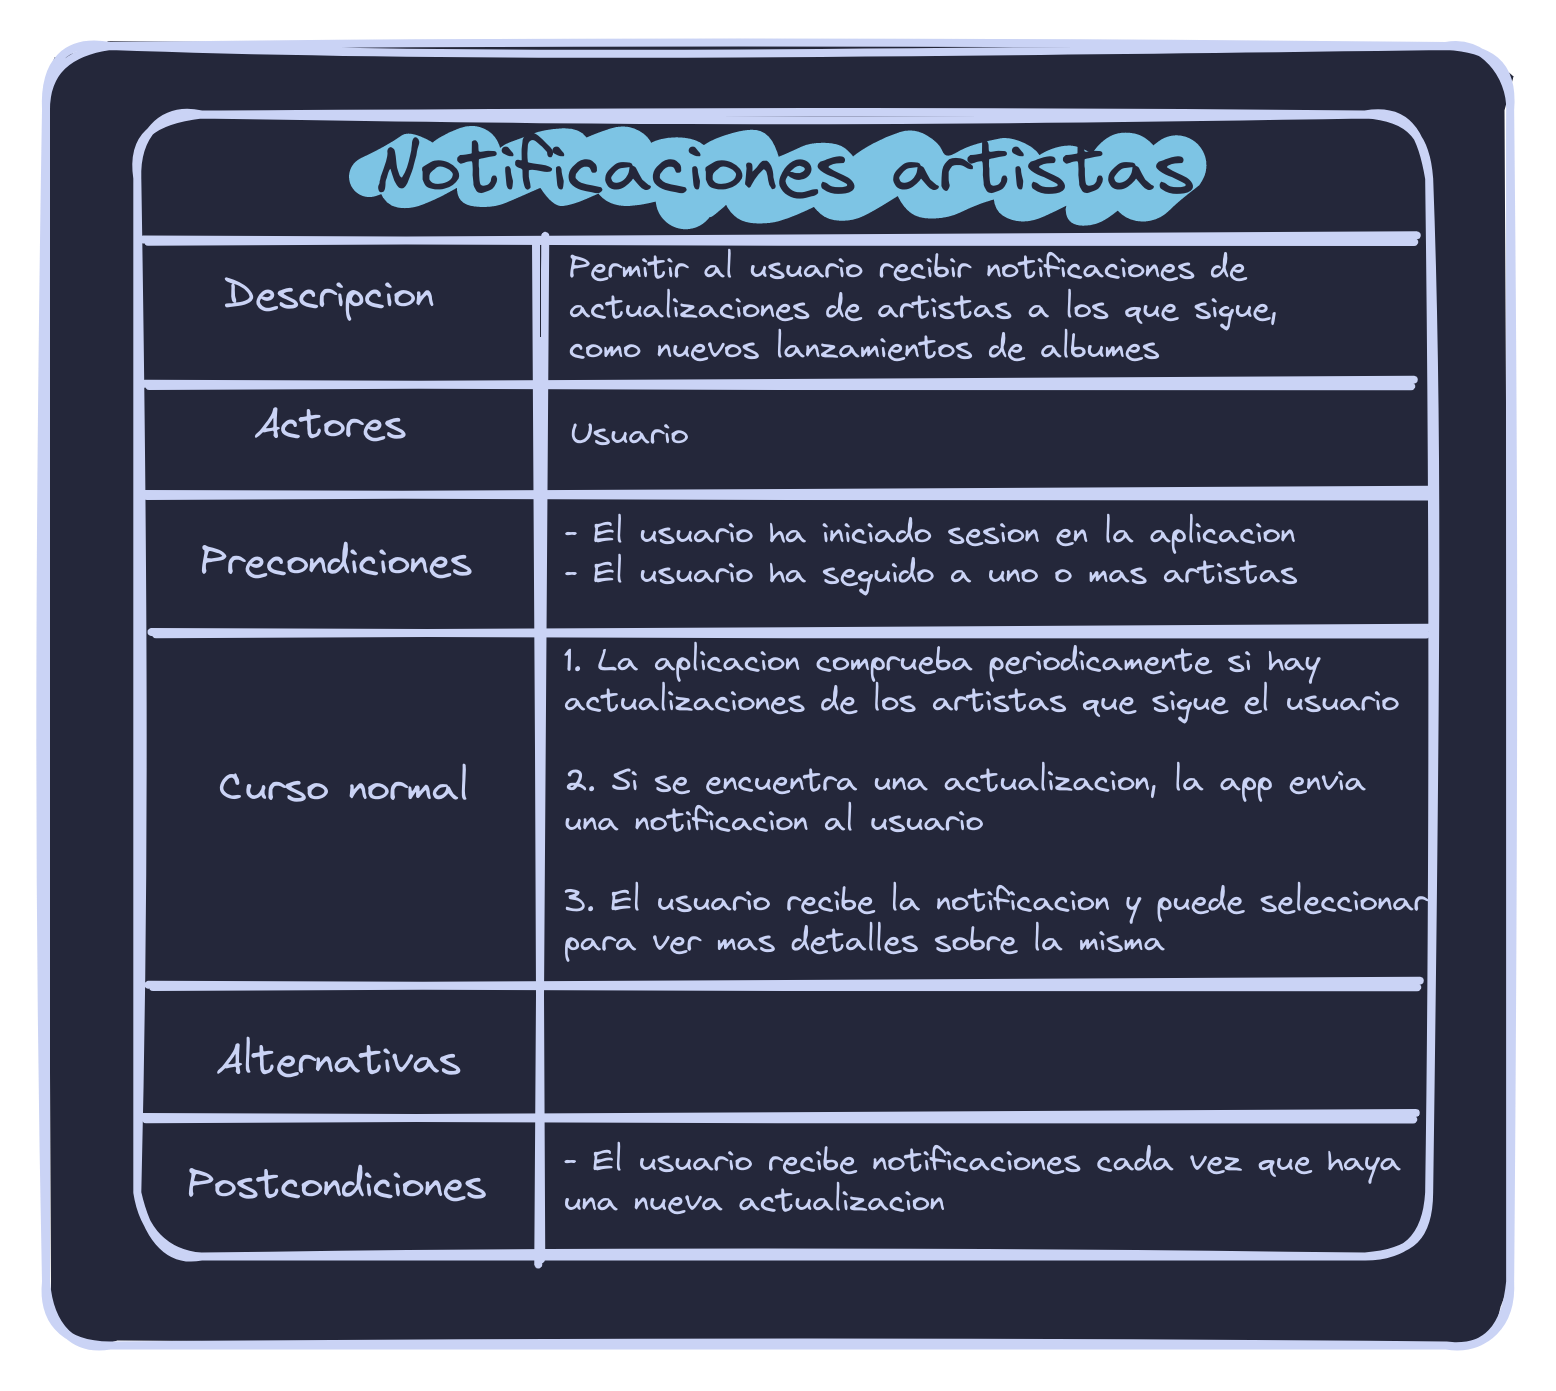 Notificaciones artistas
Descripcion
Permitir al usuario recibir notificaciones de
actualizaciones de artistas a los que sigue,
como nuevos lanzamientos de albumes
Actores
Usuario
Precondiciones
- El usuario ha iniciado sesion en la aplicacion
- El usuario ha seguido a uno o mas artistas
Curso normal
1. La aplicacion comprueba periodicamente si hay
actualizaciones de los artistas que sigue el usuario
2. Si se encuentra una actualizacion, la app envia
una notificacion al usuario
3. El usuario recibe la notificacion y puede seleccionar
para ver mas detalles sobre la misma
Alternativas
Postcondiciones
- El usuario recibe notificaciones cada vez que haya
una nueva actualizacion